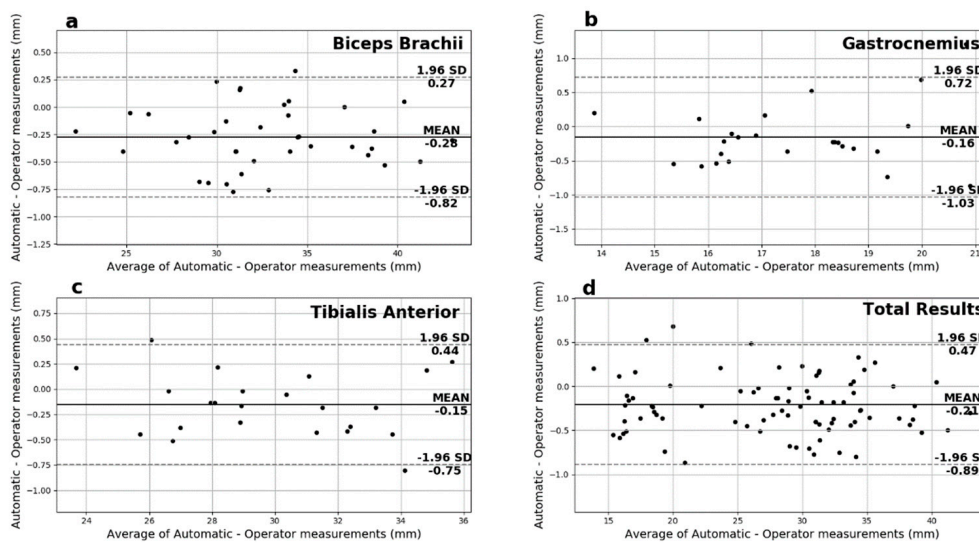 a
Biceps Brachii
Automatic - Operator measurements (mm)
0.50
0.25
0.00
−0.25
−0.50
−0.75
−1.00
−1.25
1.96 SD
0.27
MEAN
-0.28
-1.96 SD
-0.82
25
30
35
40
Average of Automatic - Operator measurements (mm)
b
Gastrocnemius
Automatic - Operator measurements (mm)
1.0
0.5
0.0
−0.5
−1.0
−1.5
1.96 SD
0.72
MEAN
-0.16
-1.96 SD
-1.03
14
15
16
17
18
19
20
21
Average of Automatic - Operator measurements (mm)
c
Tibialis Anterior
Automatic - Operator measurements (mm)
0.75
0.50
0.25
0.00
−0.25
−0.50
−0.75
−1.00
1.96 SD
0.44
MEAN
-0.15
-1.96 SD
-0.75
24
26
28
30
32
34
36
Average of Automatic - Operator measurements (mm)
d
Total Results
Automatic - Operator measurements (mm)
1.0
0.5
0.0
−0.5
−1.0
1.96 SD
0.47
MEAN
-0.21
-1.96 SD
-0.89
15
20
25
30
35
40
Average of Automatic - Operator measurements (mm)